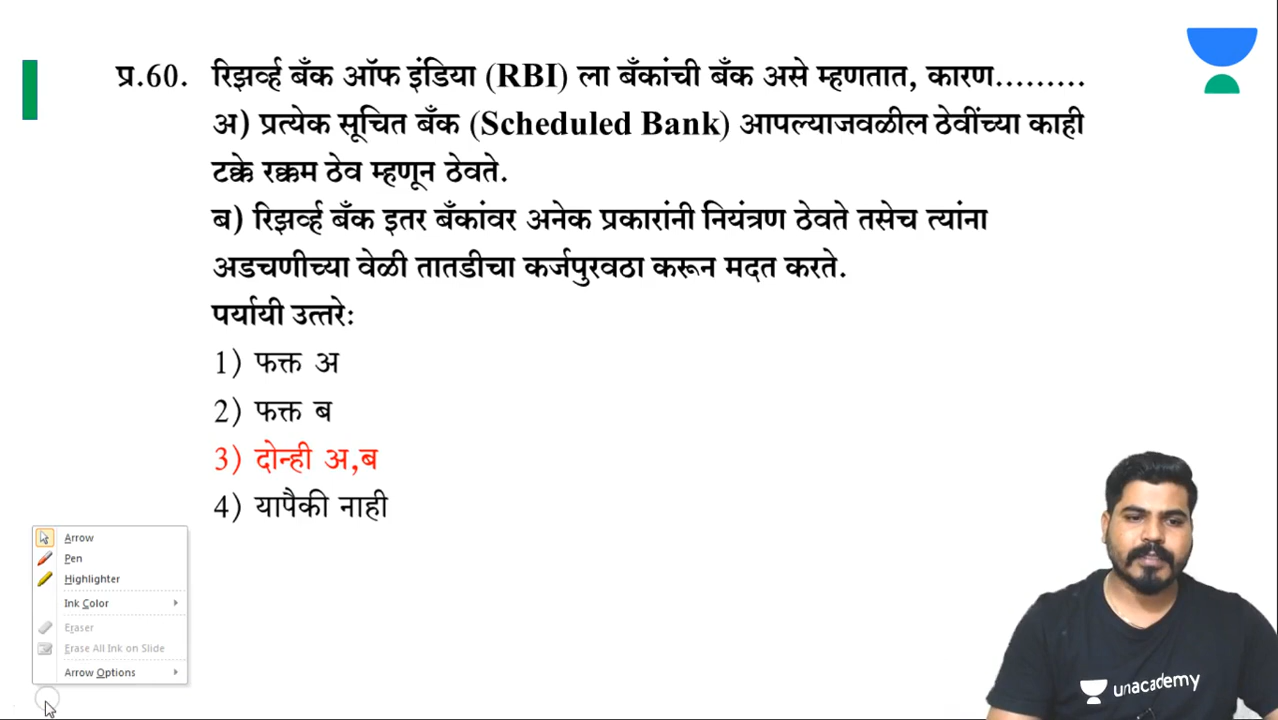 प्र.60. रिझर्व्ह बँक ऑफ इंडिया (RBI) ला बँकांची बँक असे म्हणतात, कारण.........
अ) प्रत्येक सूचित बँक (Scheduled Bank) आपल्याजवळील ठेवींच्या काही
टक्के रक्कम ठेव म्हणून ठेवते.
ब) रिझर्व्ह बँक इतर बँकांवर अनेक प्रकारांनी नियंत्रण ठेवते तसेच त्यांना
अडचणीच्या वेळी तातडीचा कर्जपुरवठा करून मदत करते.
पर्यायी उत्तरे:
1) फक्त अ
2) फक्त ब
3) दोन्ही अ,ब
4) यापैकी नाही
Arrow
Pen
Highlighter
Ink Color
Eraser
Erase All Ink on Slide
Arrow Options
unacademy